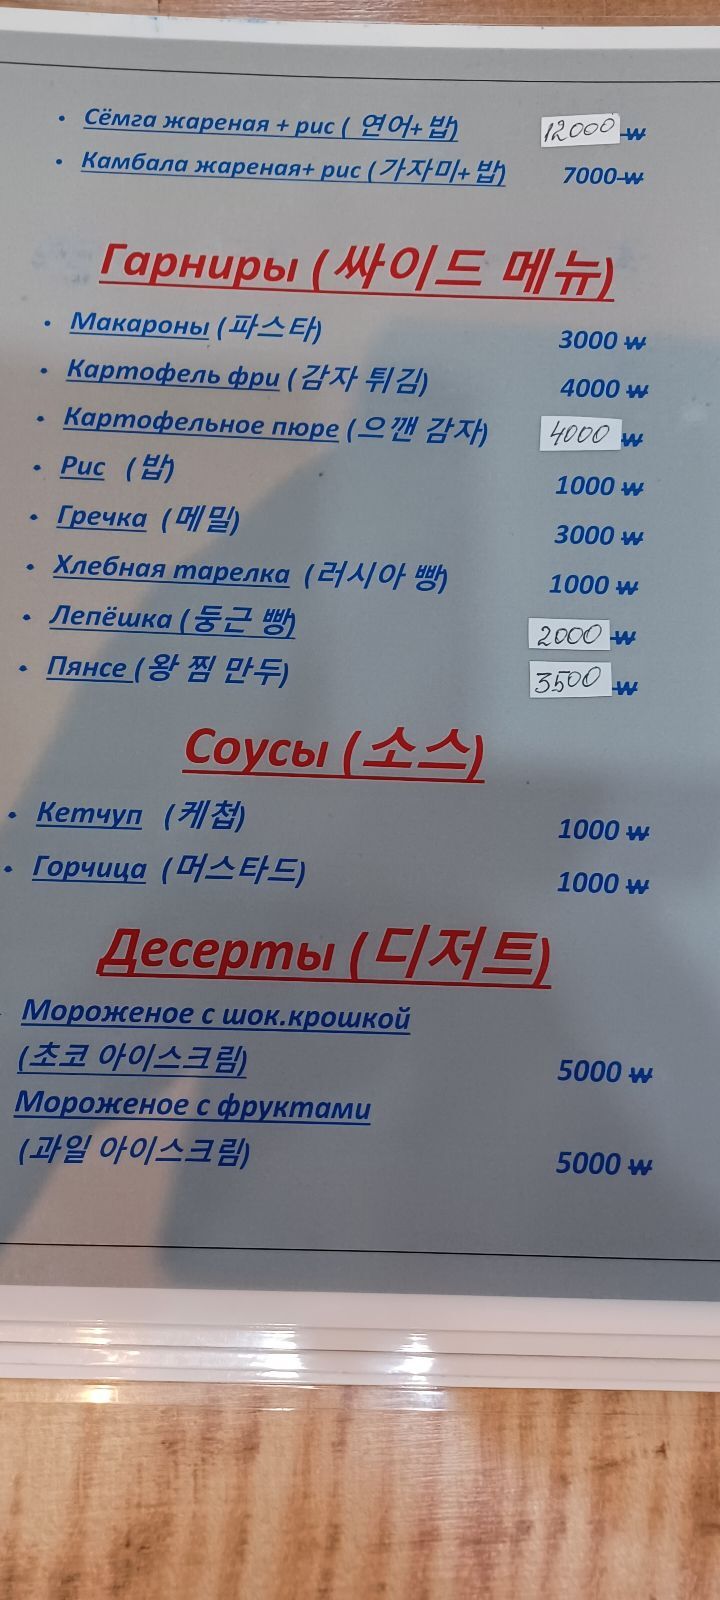 • Сёмга жареная + рис ( 연어+밥) 12000 ₩
• Камбала жареная+ рис (가자미+밥) 7000 ₩
Гарниры (싸이드 메뉴)
• Макароны (파스타) 3000 ₩
• Картофель фри (감자 튀김) 4000 ₩
• Картофельное пюре (으깬 감자) 4000 ₩
• Рис (밥) 1000 ₩
• Гречка (메밀) 3000 ₩
• Хлебная тарелка (러시아 빵) 1000 ₩
• Лепёшка (둥근 빵) 2000 ₩
• Пянсе (왕 찜 만두) 3500 ₩
Соусы (소스)
• Кетчуп (케첩) 1000 ₩
• Горчица (머스타드) 1000 ₩
Десерты (디저트)
Мороженое с шок.крошкой
(초코 아이스크림) 5000 ₩
Мороженое с фруктами
(과일 아이스크림) 5000 ₩